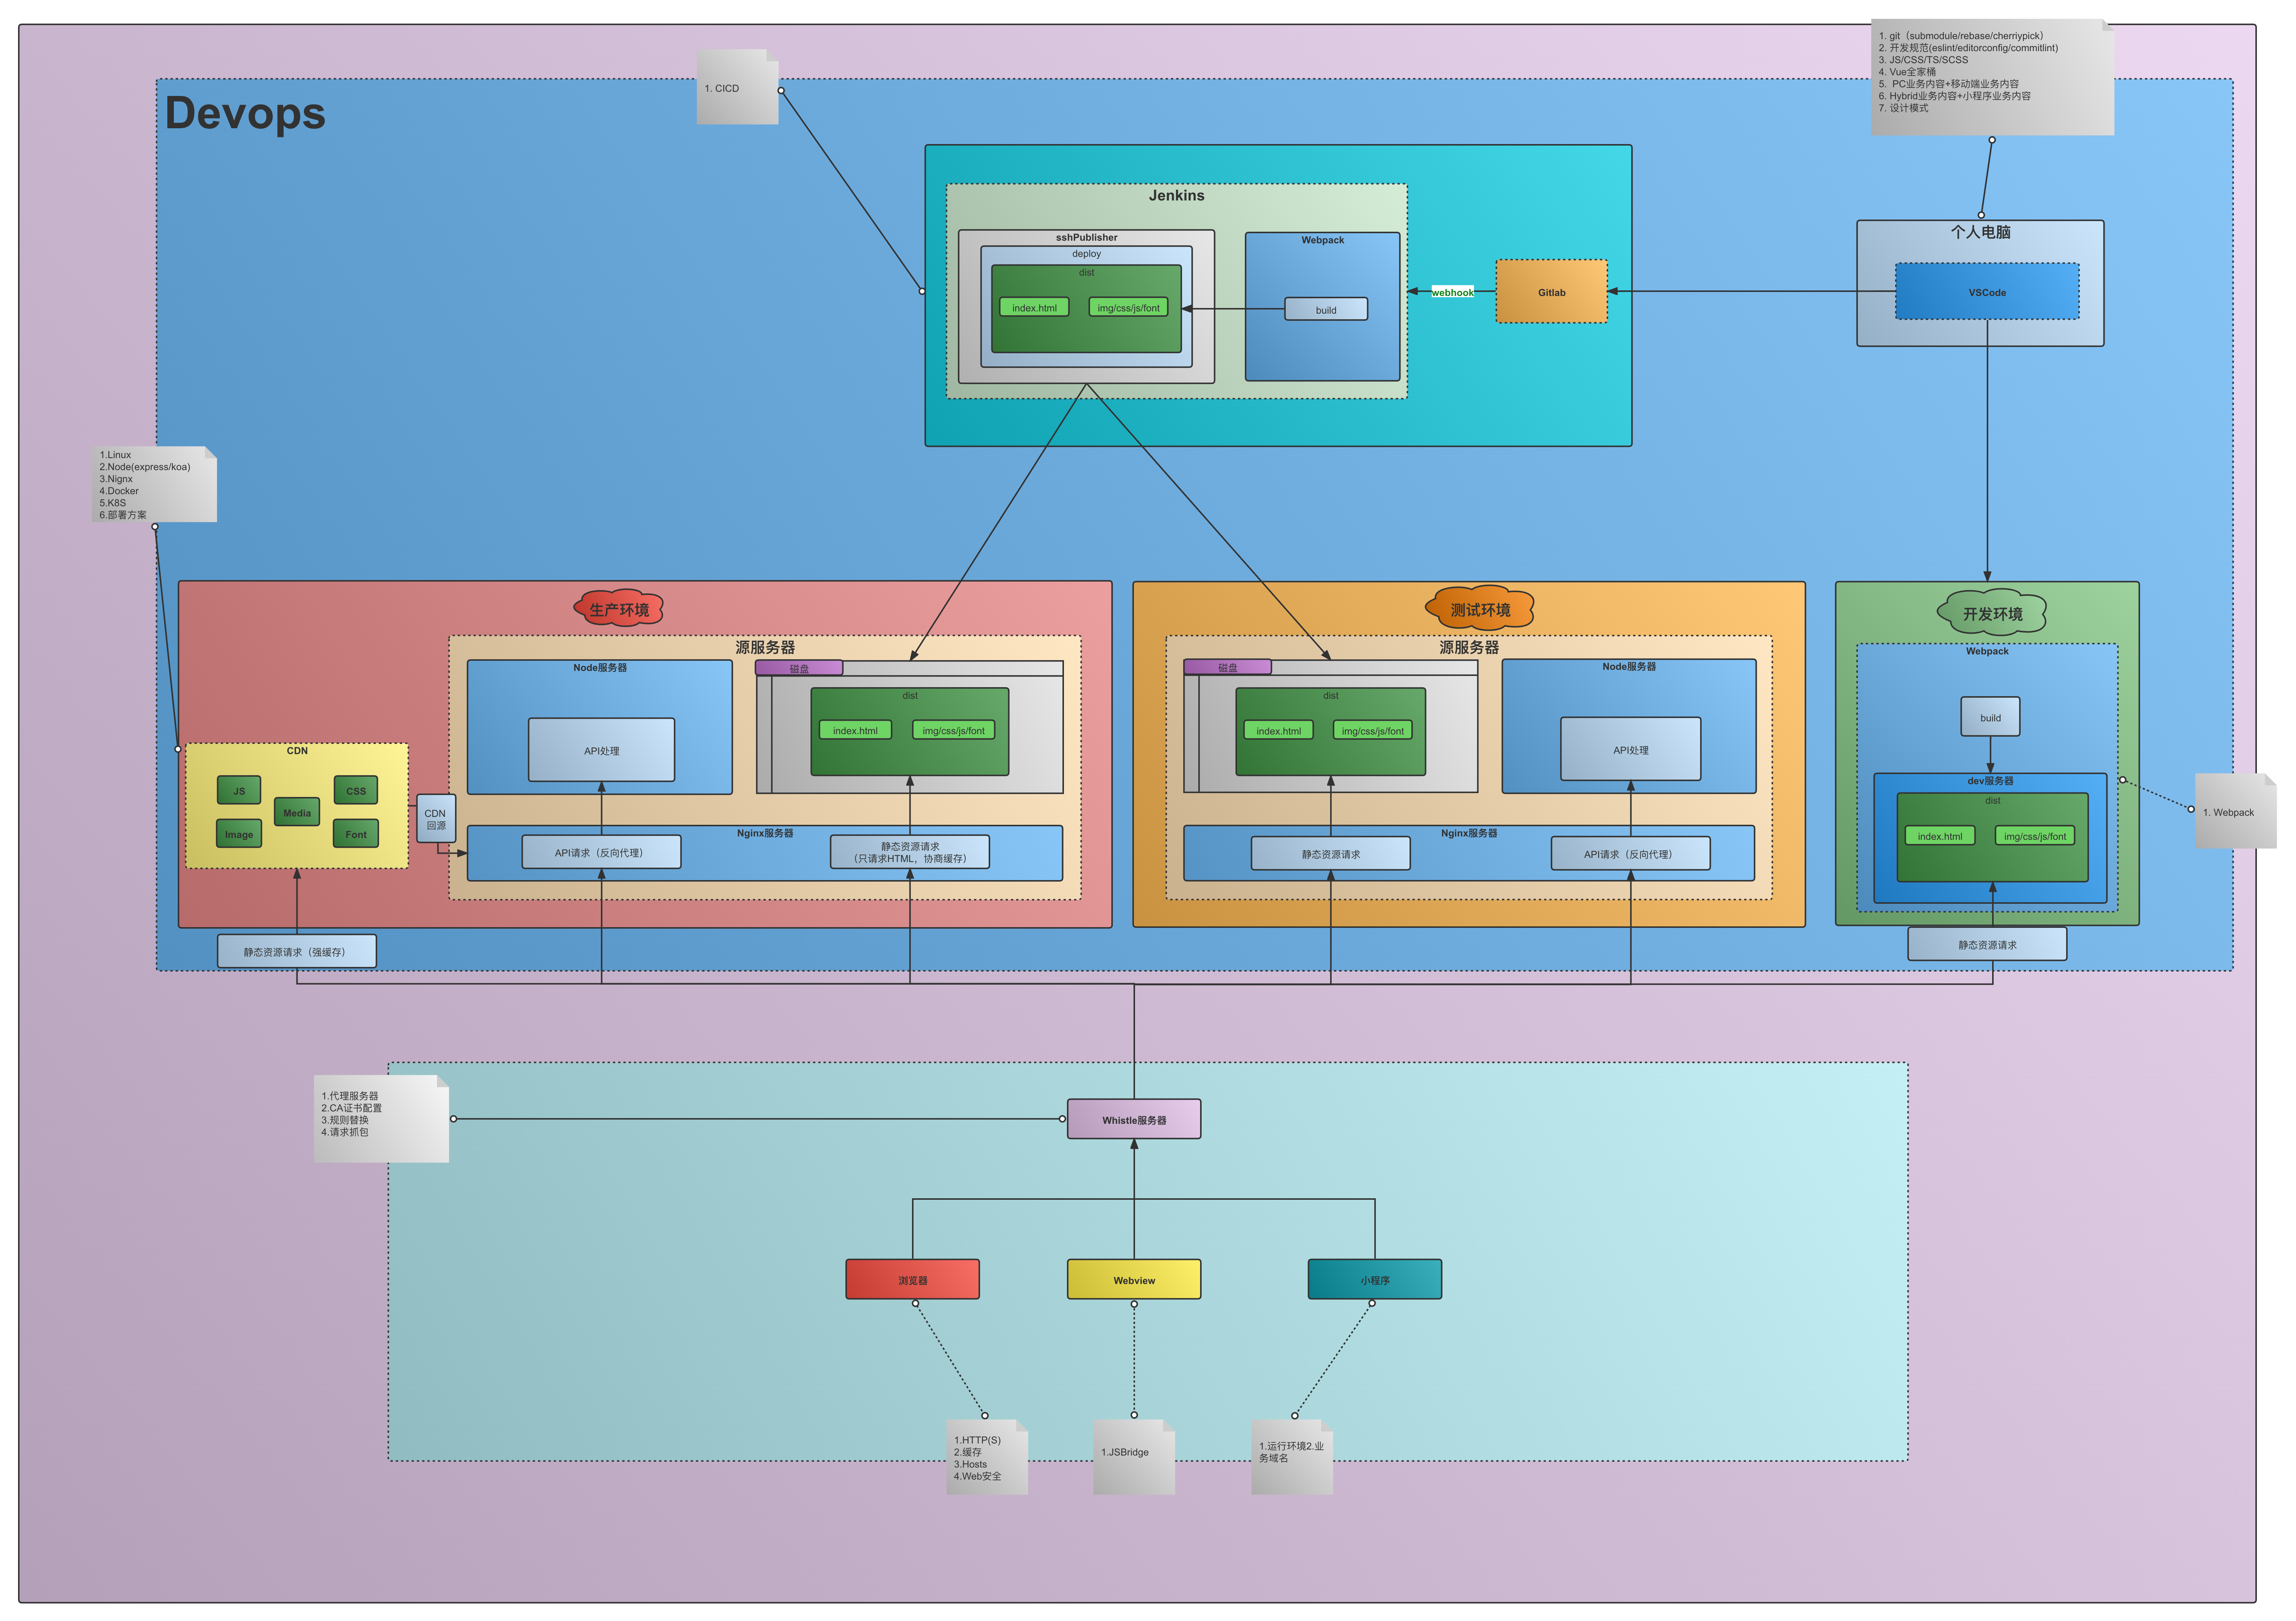 1. git（submodule/rebase/cherriypick）
2. 开发规范(eslint/editorconfig/commitlint)
3. JS/CSS/TS/SCSS
4. Vue全家桶
5. PC业务内容+移动端业务内容
6. Hybrid业务内容+小程序业务内容
7. 设计模式
1. CICD
Devops
Jenkins
sshPublisher
deploy
dist
index.html
img/css/js/font
Webpack
build
webhook
Gitlab
个人电脑
VSCode
1.Linux
2.Node(express/koa)
3.Nignx
4.Docker
5.K8S
6.部署方案
生产环境
源服务器
Node服务器
API处理
磁盘
dist
index.html
img/css/js/font
CDN
JS
CSS
Media
Image
Font
CDN
回源
Nginx服务器
API请求（反向代理）
静态资源请求
（只请求HTML，协商缓存）
静态资源请求（强缓存）
测试环境
源服务器
磁盘
dist
index.html
img/css/js/font
Node服务器
API处理
Nginx服务器
静态资源请求
API请求（反向代理）
开发环境
Webpack
build
dev服务器
dist
index.html
img/css/js/font
静态资源请求
1. Webpack
1.代理服务器
2.CA证书配置
3.规则替换
4.请求抓包
Whistle服务器
浏览器
Webview
小程序
1.HTTP(S)
2.缓存
3.Hosts
4.Web安全
1.JSBridge
1.运行环境2.业
务域名